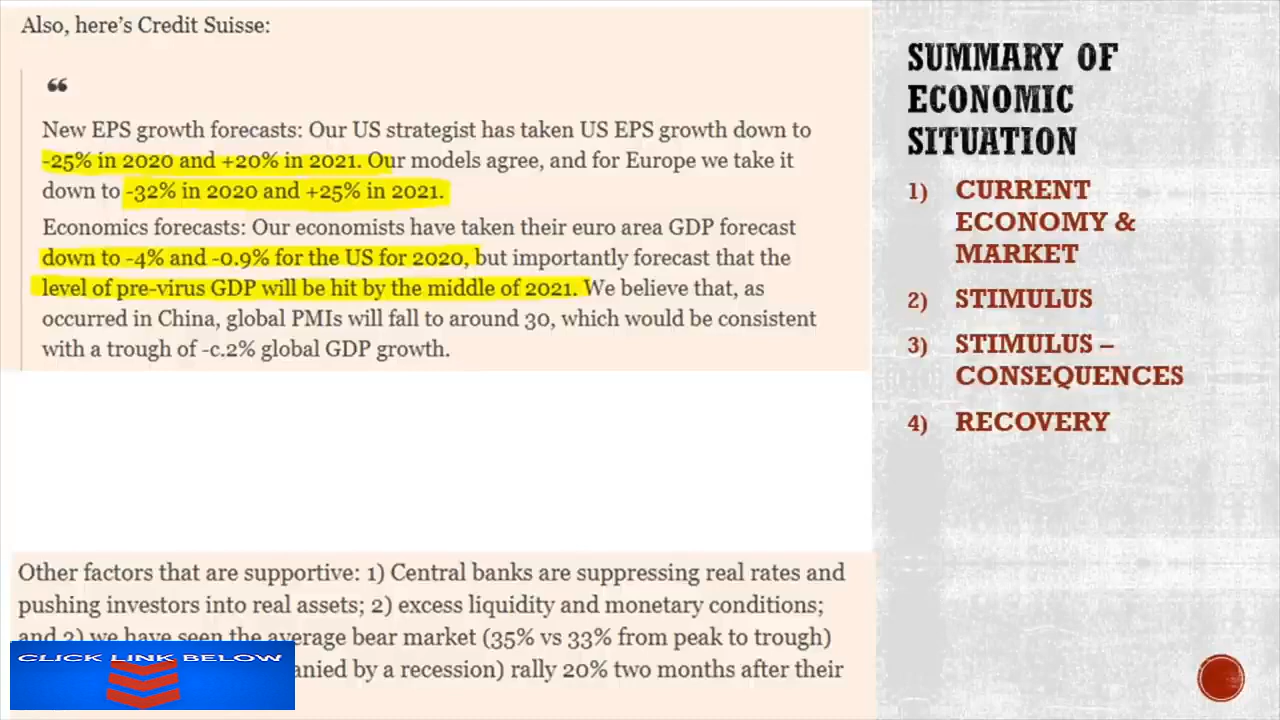 Also, here's Credit Suisse:
“
New EPS growth forecasts: Our US strategist has taken US EPS growth down to
-25% in 2020 and +20% in 2021. Our models agree, and for Europe we take it
down to -32% in 2020 and +25% in 2021.
Economics forecasts: Our economists have taken their euro area GDP forecast
down to -4% and -0.9% for the US for 2020, but importantly forecast that the
level of pre-virus GDP will be hit by the middle of 2021. We believe that, as
occurred in China, global PMIs will fall to around 30, which would be consistent
with a trough of -c.2% global GDP growth.
Other factors that are supportive: 1) Central banks are suppressing real rates and
pushing investors into real assets; 2) excess liquidity and monetary conditions;
we have seen the average bear market (35% vs 33% from peak to trough)
by a recession) rally 20% two months after their
CLICK LINK BELOW
SUMMARY OF
ECONOMIC
SITUATION
1) CURRENT
ECONOMY &
MARKET
2) STIMULUS
3) STIMULUS –
CONSEQUENCES
4) RECOVERY